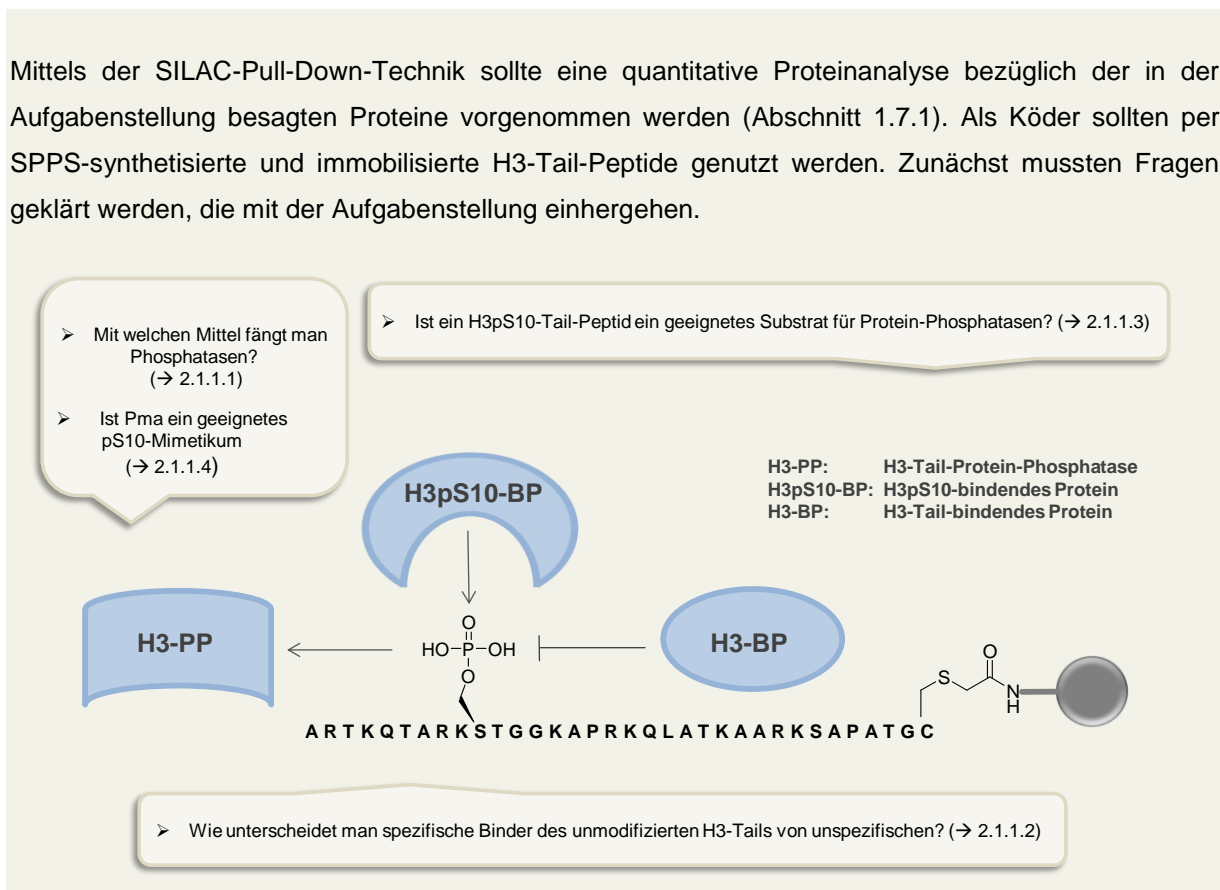 Mittels der SILAC-Pull-Down-Technik sollte eine quantitative Proteinanalyse bezüglich der in der
Aufgabenstellung besagten Proteine vorgenommen werden (Abschnitt 1.7.1). Als Köder sollten per
SPPS-synthetisierte und immobilisierte H3-Tail-Peptide genutzt werden. Zunächst mussten Fragen
geklärt werden, die mit der Aufgabenstellung einhergehen.
➢ Mit welchen Mittel fängt man
Phosphatasen?
(→ 2.1.1.1)
➢ Ist Pma ein geeignetes
pS10-Mimetikum
(→ 2.1.1.4)
➢ Ist ein H3pS10-Tail-Peptid ein geeignetes Substrat für Protein-Phosphatasen? (→ 2.1.1.3)
H3-PP: H3-Tail-Protein-Phosphatase
H3pS10-BP: H3pS10-bindendes Protein
H3-BP: H3-Tail-bindendes Protein
H3pS10-BP
H3-PP
H3-BP
O
HO-P-OH
O
O
S
N
H
A R T K Q T A R K S T G G K A P R K Q L A T K A A R K S A P A T G C
➢ Wie unterscheidet man spezifische Binder des unmodifizierten H3-Tails von unspezifischen? (→ 2.1.1.2)